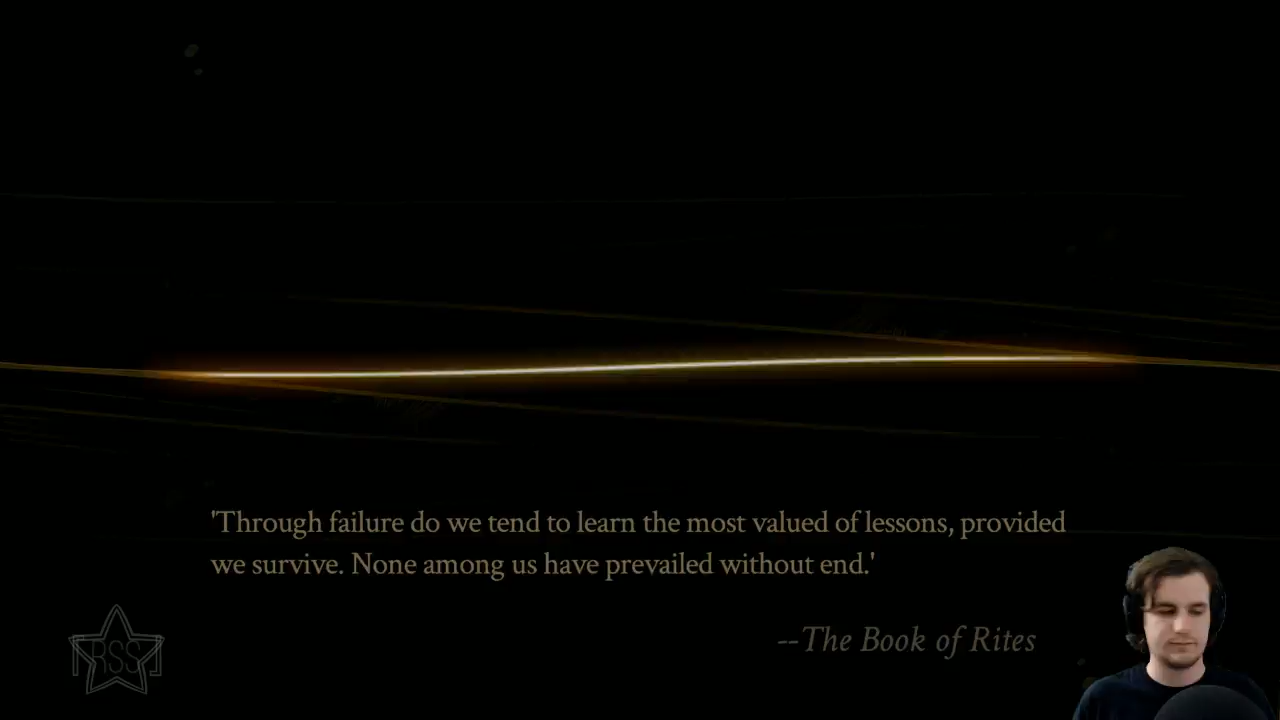 'Through failure do we tend to learn the most valued of lessons, provided
we survive. None among us have prevailed without end.'
--The Book of Rites
RSS